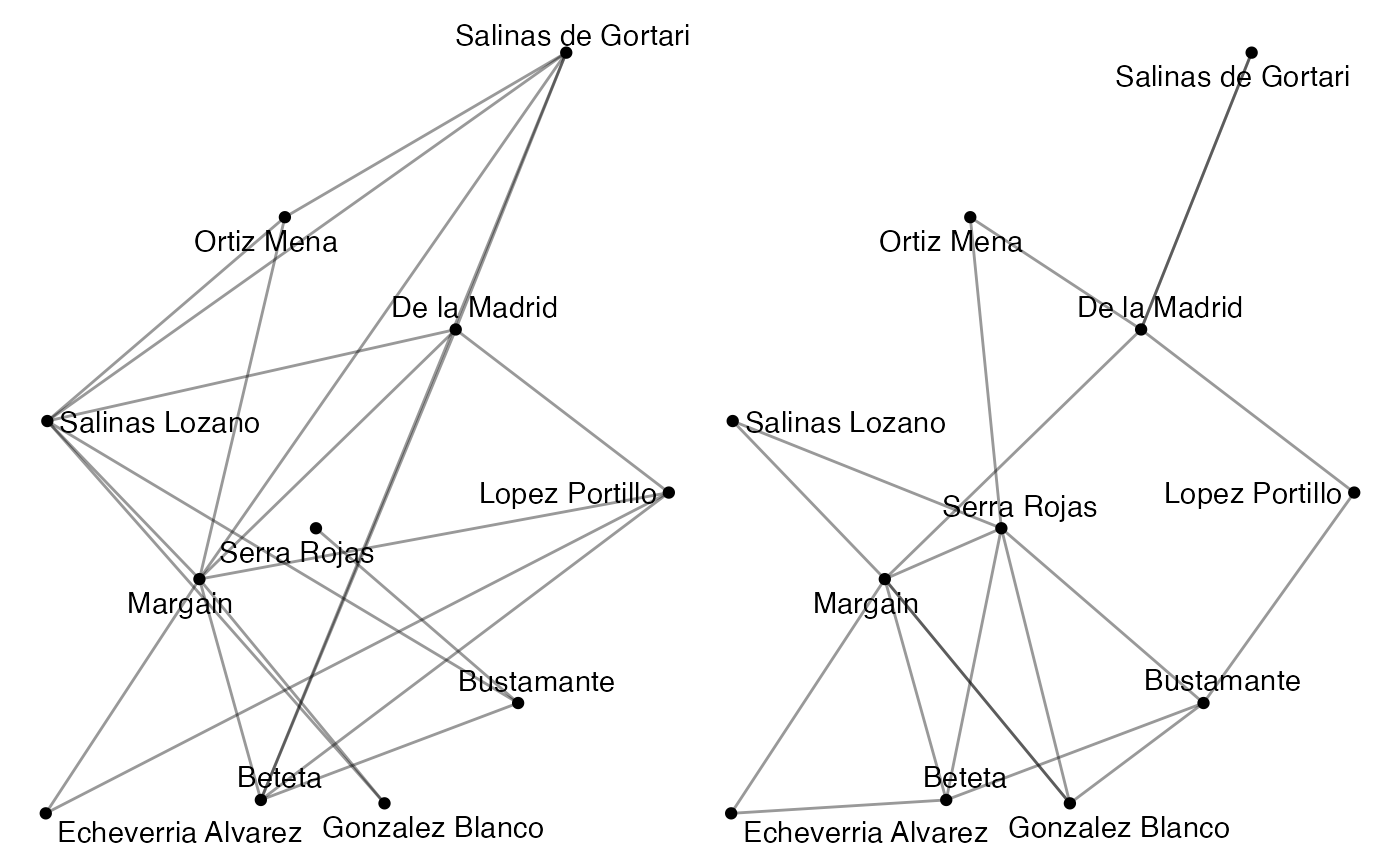 Salinas de Gortari
Ortiz Mena
De la Madrid
Salinas Lozano
Lopez Portillo
Serra Rojas
Margain
Bustamante
Beteta
Echeverria Alvarez
Gonzalez Blanco
Salinas de Gortari
Ortiz Mena
De la Madrid
Salinas Lozano
Lopez Portillo
Serra Rojas
Margain
Bustamante
Beteta
Echeverria Alvarez
Gonzalez Blanco